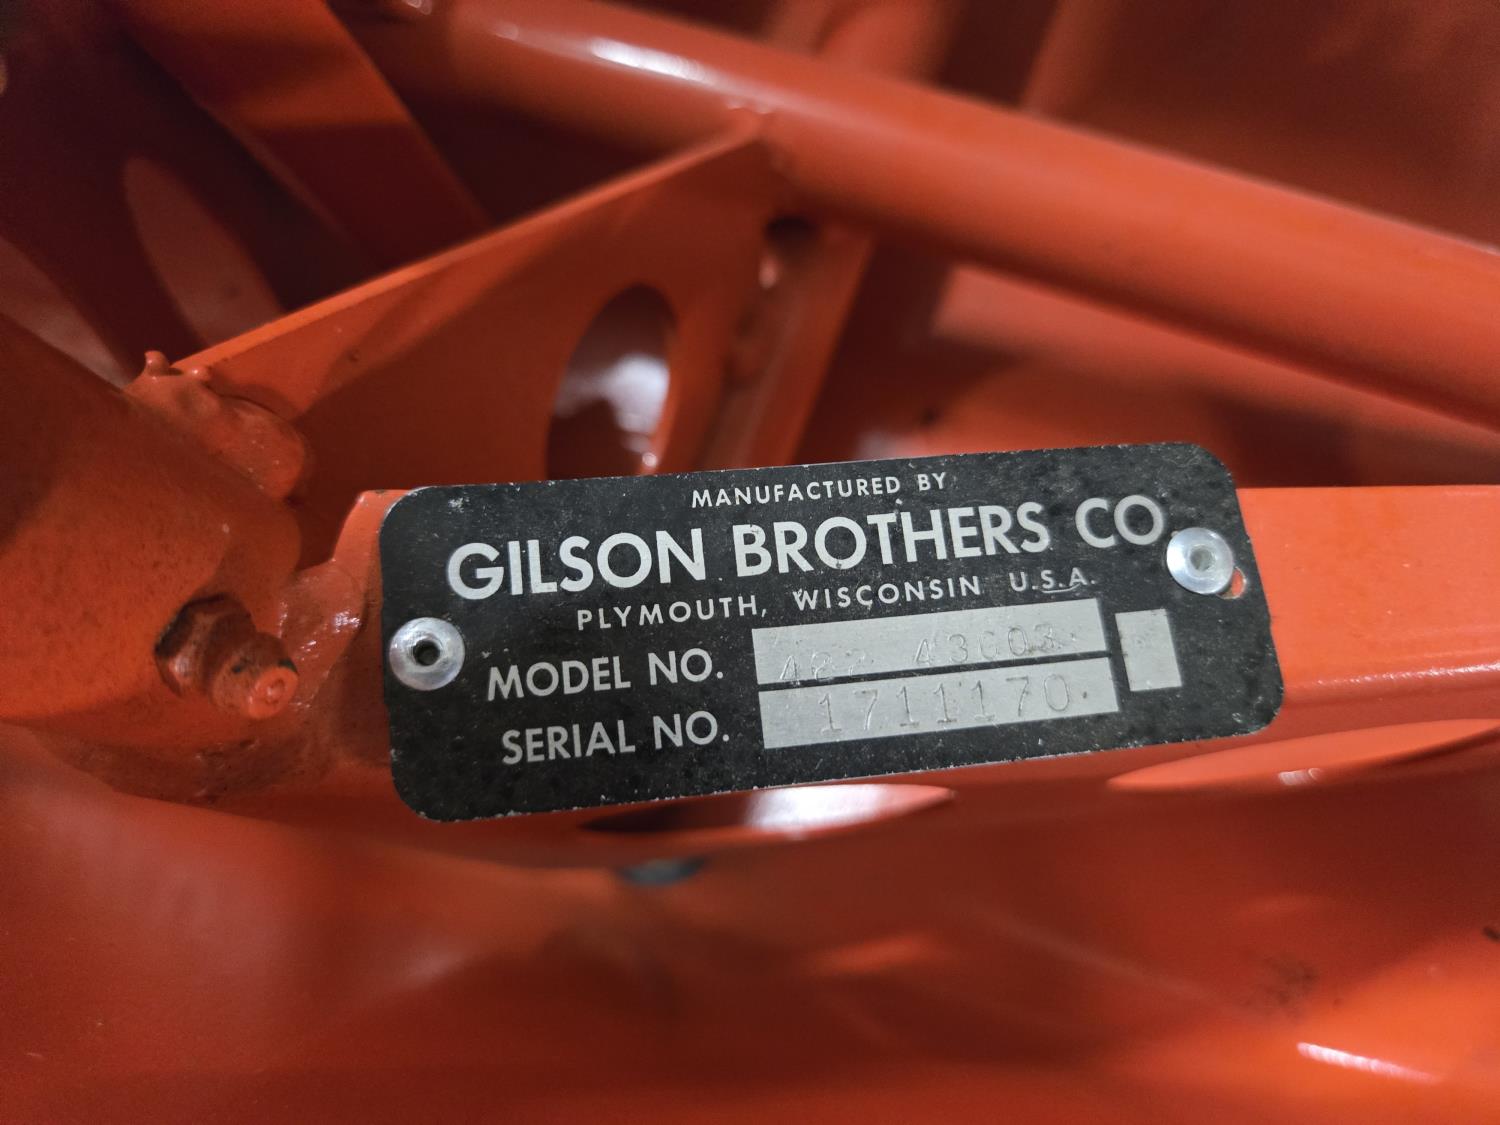 MANUFACTURED BY
GILSON BROTHERS CO.
PLYMOUTH, WISCONSIN U.S.A.
MODEL NO.
SERIAL NO. 1711170